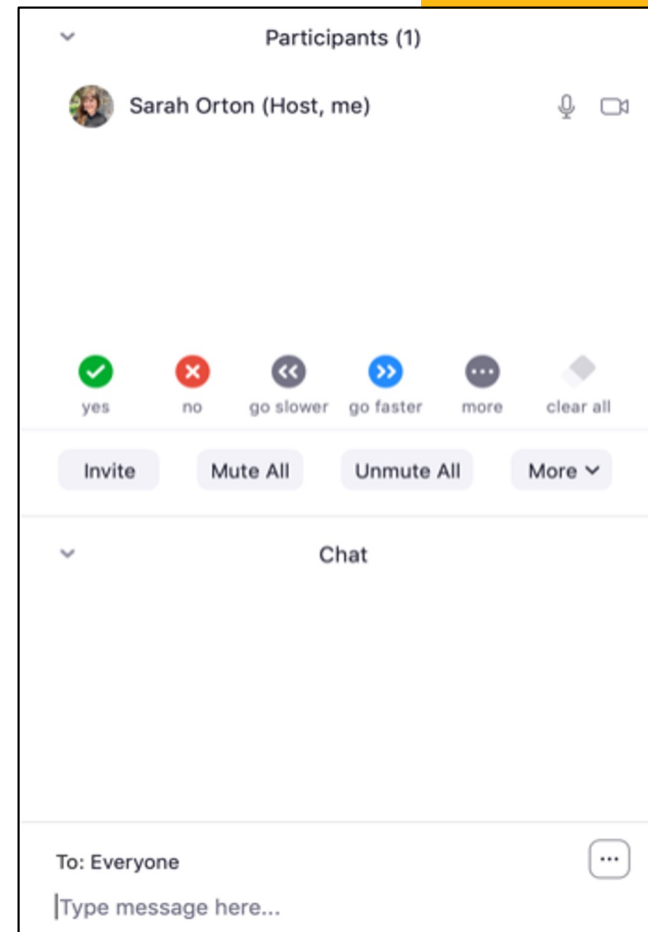 Participants (1)
Sarah Orton (Host, me)
yes no go slower go faster more clear all
Invite Mute All Unmute All More
Chat
To: Everyone
Type message here...